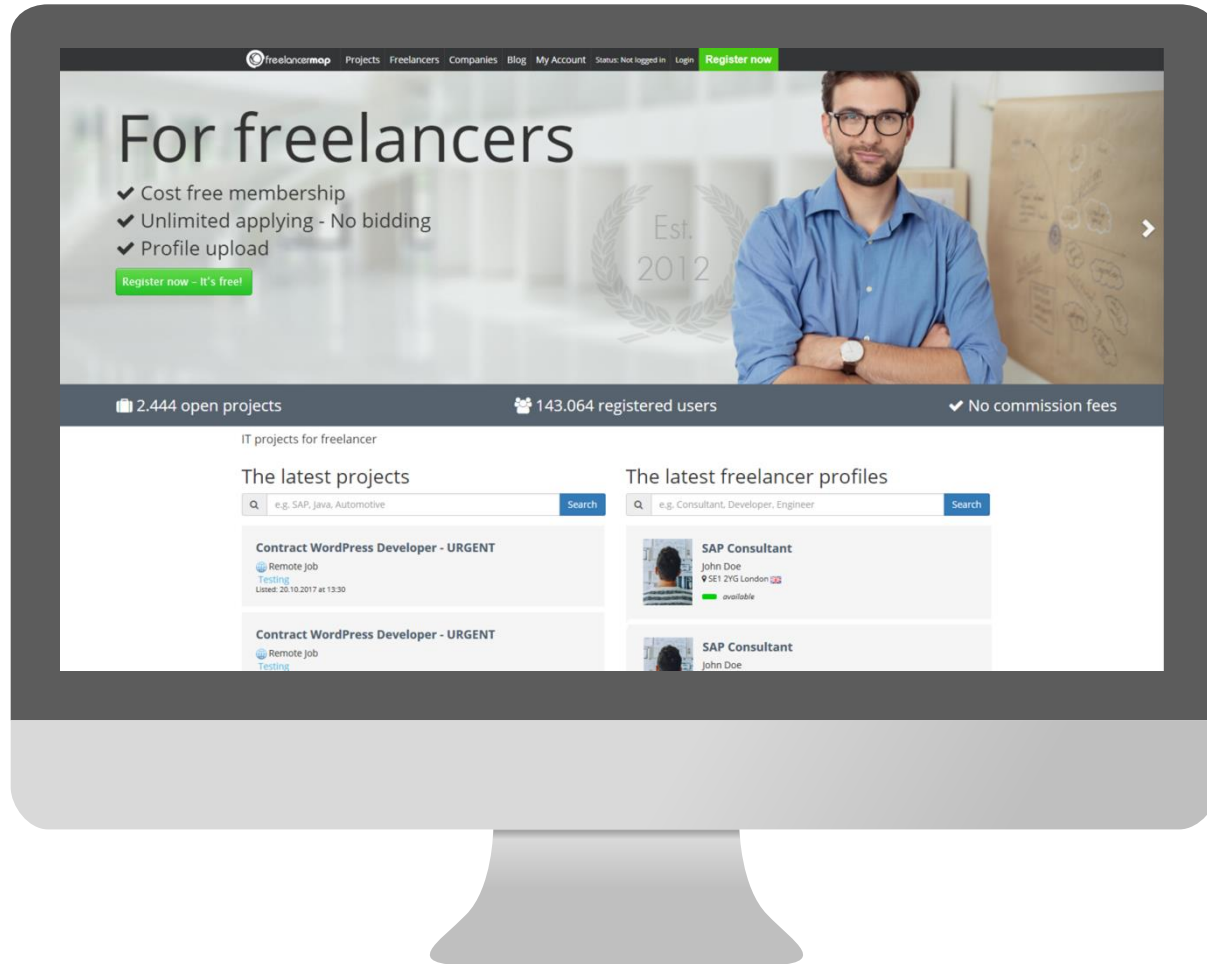 freelancermap Projects Freelancers Companies Blog My Account Status: Not logged in Login Register now
For freelancers
Cost free membership
Unlimited applying - No bidding
Profile upload
Register now – It's free!
Est.
2012
2.444 open projects 143.064 registered users No commission fees
IT projects for freelancer
The latest projects
e.g. SAP, Java, Automotive Search
Contract WordPress Developer - URGENT
Remote Job
Testing
Listed: 20.10.2017 at 13:30
Contract WordPress Developer - URGENT
Remote Job
Testing
The latest freelancer profiles
e.g. Consultant, Developer, Engineer Search
SAP Consultant
John Doe
SE1 2YG London
available
SAP Consultant
John Doe